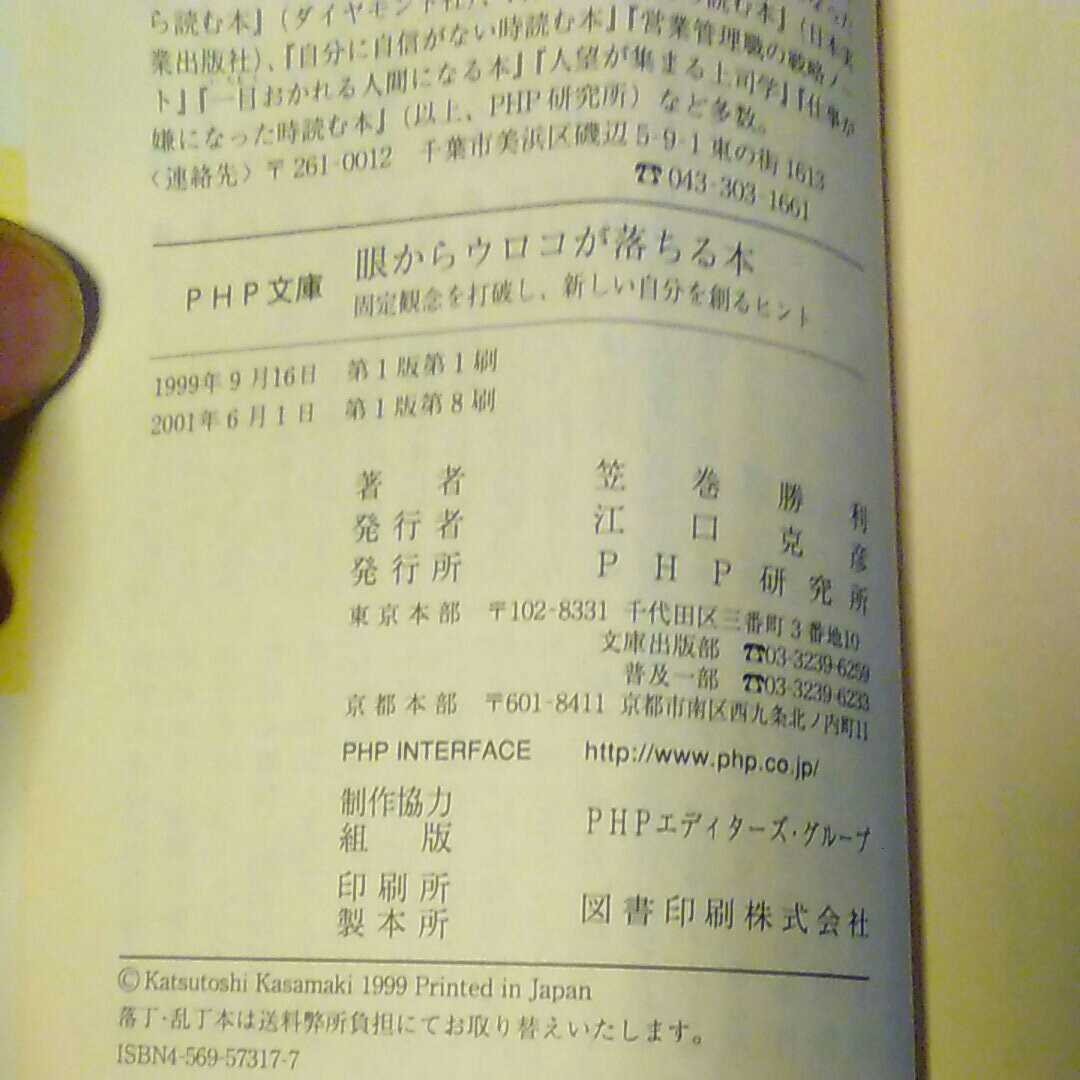 ら読む本』(ダイヤモンド社)、 読む本』(日本実
業出版社)、『自分に自信がない時読む本』『営業管理職の戦略ノー
ト』『一目おかれる人間になる本』『人望が集まる上司学』『仕事が
嫌になった時読む本』(以上、PHP研究所)など多数。
〈連絡先〉〒261-0012 千葉市美浜区磯辺5-9-1東の街1613
☎043-303-1661
PHP文庫 眼からウロコが落ちる本
固定観念を打破し、新しい自分を創るヒント
1999年9月16日 第1版第1刷
2001年6月1日 第1版第8刷
著者 笠巻勝利
発行者 江口克彦
発行所 PHP研究所
東京本部 〒102-8331 千代田区三番町3番地10
文庫出版部 ☎03-3239-6259
普及一部 ☎03-3239-6233
京都本部 〒601-8411 京都市南区西九条北ノ内町11
PHP INTERFACE http://www.php.co.jp/
制作協力
組版 PHPエディターズ・グループ
印刷所
製本所 図書印刷株式会社
©Katsutoshi Kasamaki 1999 Printed in Japan
落丁・乱丁本は送料弊所負担にてお取り替えいたします。
ISBN4-569-57317-7